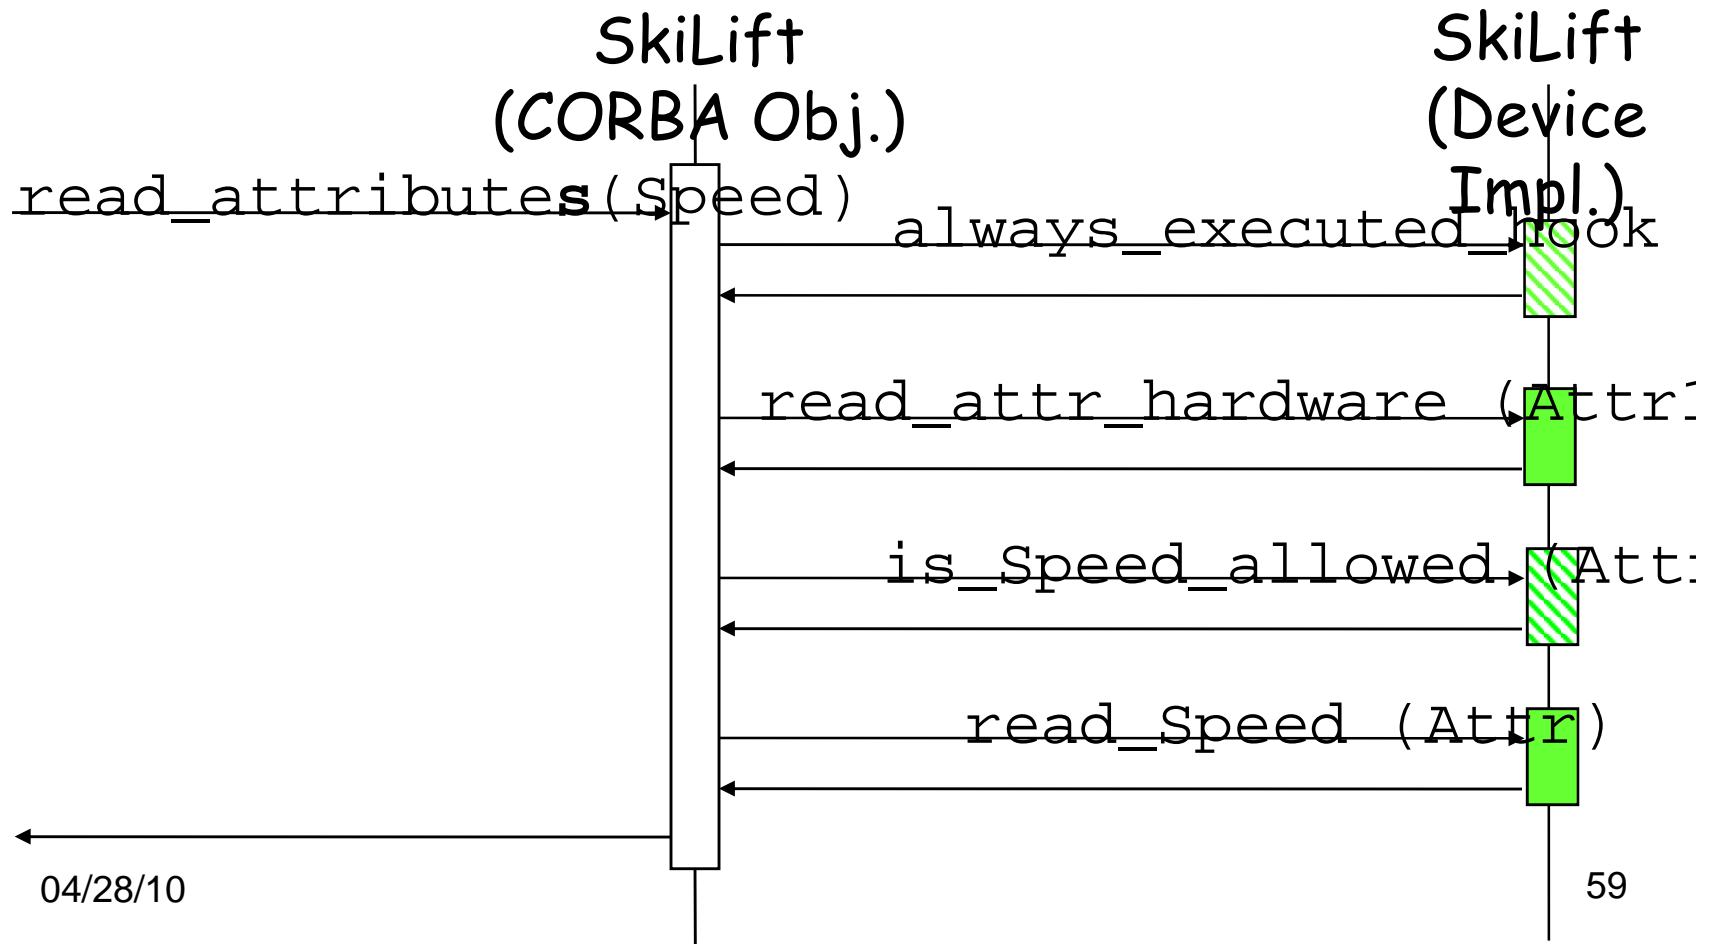 SkiLift
(CORBA Obj.)
SkiLift
(Device
Impl.)
read_attributes(Speed)
always_executed_hook
read_attr_hardware (Attr
is_Speed_allowed (Att
read_Speed (Attr)
04/28/10
59